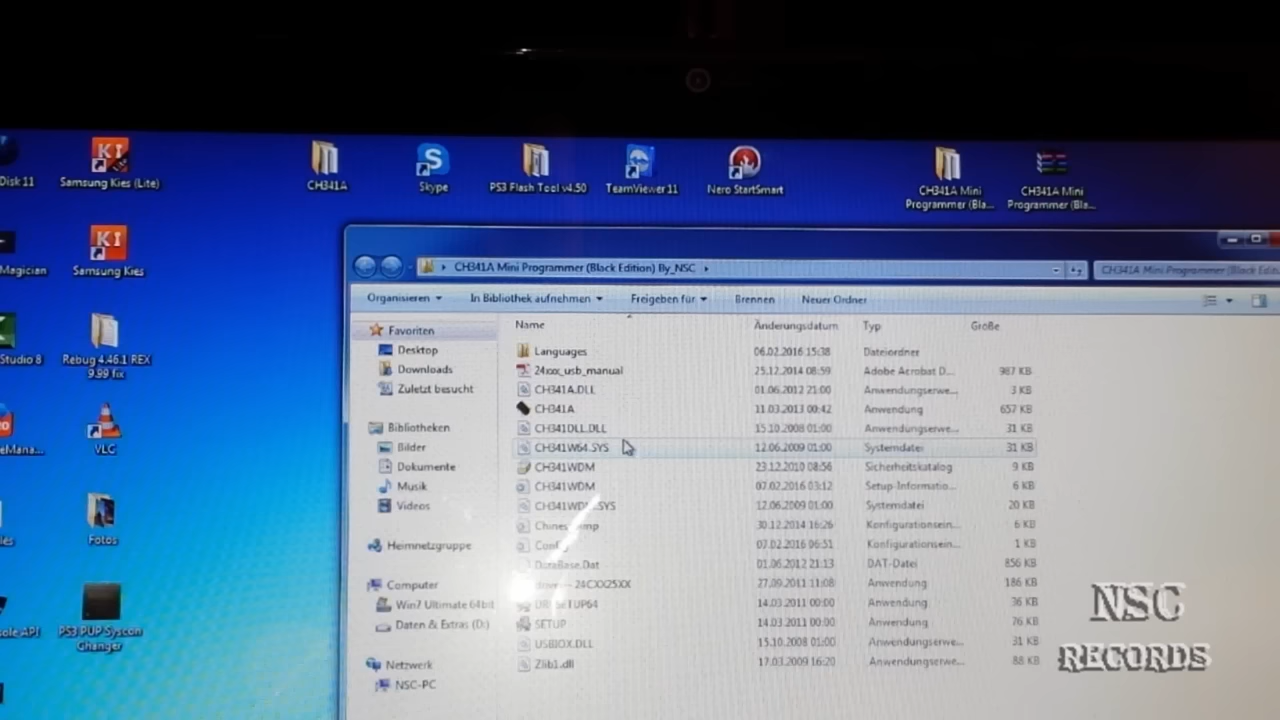 Disk 11
Samsung Kies (Lite)
CH341A
Skype
PS3 Flash Tool v4.50
TeamViewer 11
Nero StartSmart
CH341A Mini
Programmer (Bla...
CH341A Mini
Programmer (Bla...
Magician
Samsung Kies
Studio 8
Rebug 4.46.1 REX
9.99 fix
VLC
Fotos
PS3 PUP Syscon
Changer
CH341A Mini Programmer (Black Edition) By_NSC
CH341A Mini Programmer (Black Edit
Organisieren
In Bibliothek aufnehmen
Freigeben für
Brennen
Neuer Ordner
Favoriten
Desktop
Downloads
Zuletzt besucht
Bibliotheken
Bilder
Dokumente
Musik
Videos
Heimnetzgruppe
Computer
Win7 Ultimate 64bit
Daten & Extras (D:)
Netzwerk
NSC-PC
Name Änderungsdatum Typ Größe
Languages 06.02.2016 15:38 Dateiordner
24xxx_usb_manual 25.12.2014 08:59 Adobe Acrobat D... 987 KB
CH341A.DLL 01.06.2012 21:00 Anwendungserwe... 3 KB
CH341A 11.03.2013 00:42 Anwendung 657 KB
CH341DLL.DLL 15.10.2008 01:00 Anwendungserwe... 31 KB
CH341W64.SYS 12.06.2009 01:00 Systemdatei 31 KB
CH341WDM 23.12.2010 08:56 Sicherheitskatalog 9 KB
CH341WDM 07.02.2016 03:12 Setup-Informatio... 6 KB
12.06.2009 01:00 Systemdatei 20 KB
30.12.2014 16:26 Konfigurationsein... 6 KB
07.02.2016 06:51 Konfigurationsein... 1 KB
DataBase.Dat 01.06.2012 21:13 DAT-Datei 856 KB
24CXX25XX 27.09.2011 11:08 Anwendung 186 KB
14.03.2011 00:00 Anwendung 36 KB
SETUP 14.03.2011 00:00 Anwendung 76 KB
USBIOX.DLL 15.10.2008 01:00 Anwendungserwe... 31 KB
Zlib1.dll 17.03.2009 16:20 Anwendungserwe... 88 KB
NSC
RECORDS